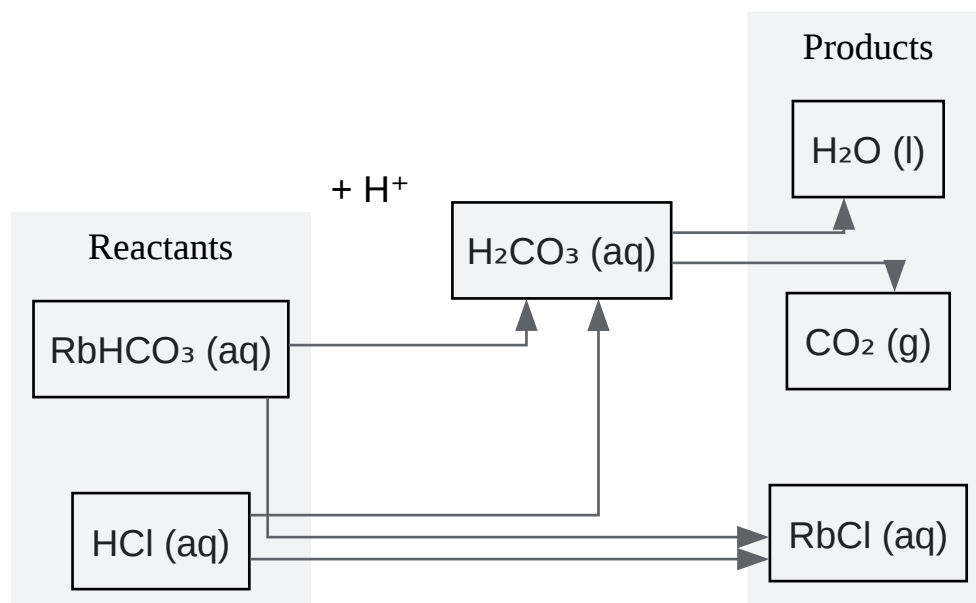 Products
H₂O (l)
+ H⁺
H₂CO₃ (aq)
Reactants
RbHCO₃ (aq)
CO₂ (g)
HCl (aq)
RbCl (aq)